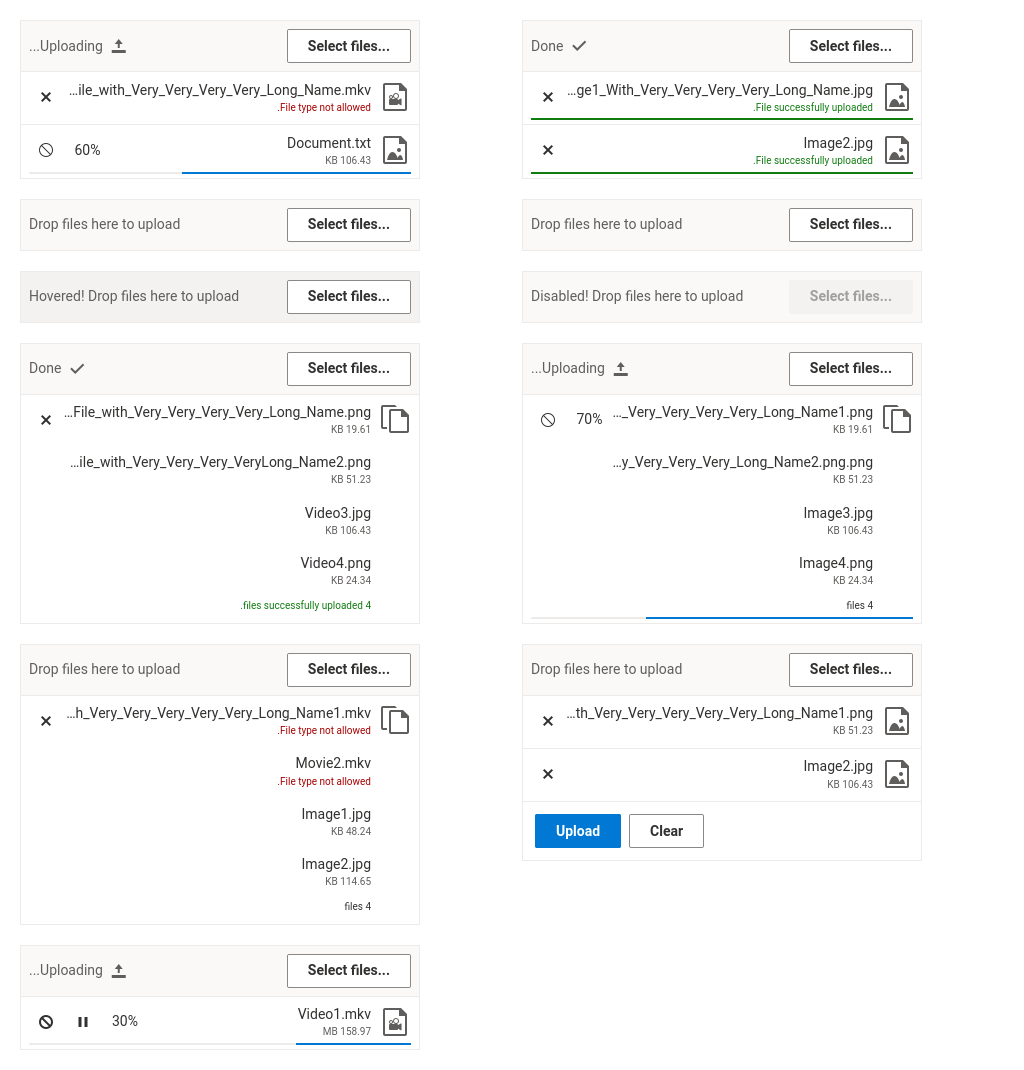 ...Uploading
Select files...
...ile_with_Very_Very_Very_Very_Long_Name.mkv
.File type not allowed
60%
Document.txt
KB 106.43
Drop files here to upload
Select files...
Hovered! Drop files here to upload
Select files...
Done
Select files...
...File_with_Very_Very_Very_Very_Long_Name.png
KB 19.61
...ile_with_Very_Very_Very_VeryLong_Name2.png
KB 51.23
Video3.jpg
KB 106.43
Video4.png
KB 24.34
.files successfully uploaded 4
Drop files here to upload
Select files...
...h_Very_Very_Very_Very_Very_Long_Name1.mkv
.File type not allowed
Movie2.mkv
.File type not allowed
Image1.jpg
KB 48.24
Image2.jpg
KB 114.65
files 4
...Uploading
Select files...
30%
Video1.mkv
MB 158.97
Done
Select files...
...ge1_With_Very_Very_Very_Very_Long_Name.jpg
.File successfully uploaded
Image2.jpg
.File successfully uploaded
Drop files here to upload
Select files...
Disabled! Drop files here to upload
Select files...
...Uploading
Select files...
70%
..._Very_Very_Very_Very_Long_Name1.png
KB 19.61
...y_Very_Very_Very_Long_Name2.png.png
KB 51.23
Image3.jpg
KB 106.43
Image4.png
KB 24.34
files 4
Drop files here to upload
Select files...
...th_Very_Very_Very_Very_Very_Long_Name1.png
KB 51.23
Image2.jpg
KB 106.43
Upload
Clear